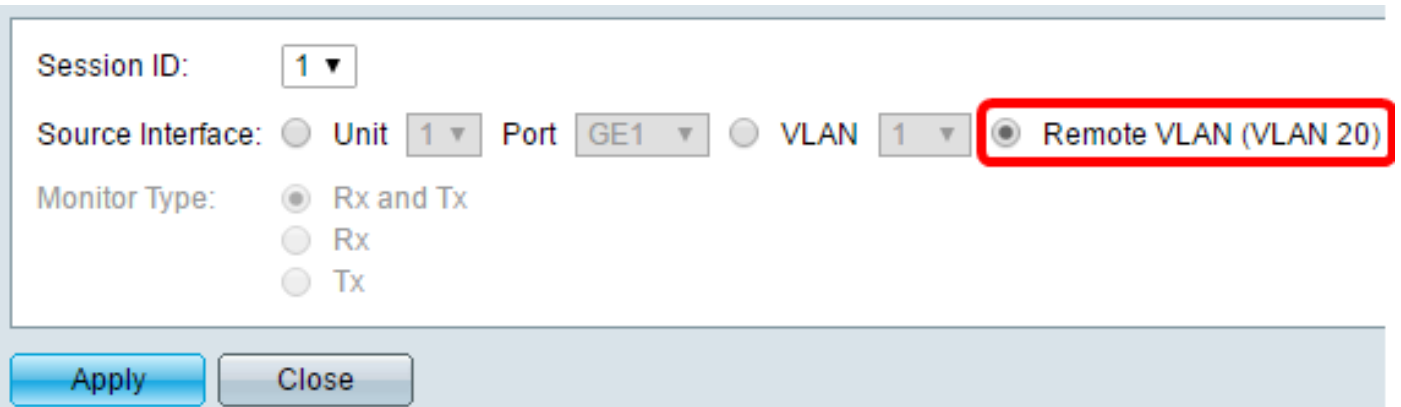 Session ID: 1
Source Interface: Unit 1 Port GE1 VLAN 1 Remote VLAN (VLAN 20)
Monitor Type: Rx and Tx
Rx
Tx
Apply Close